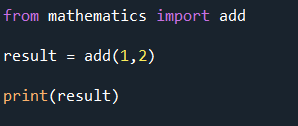 from mathematics import add
result = add(1,2)
print(result)